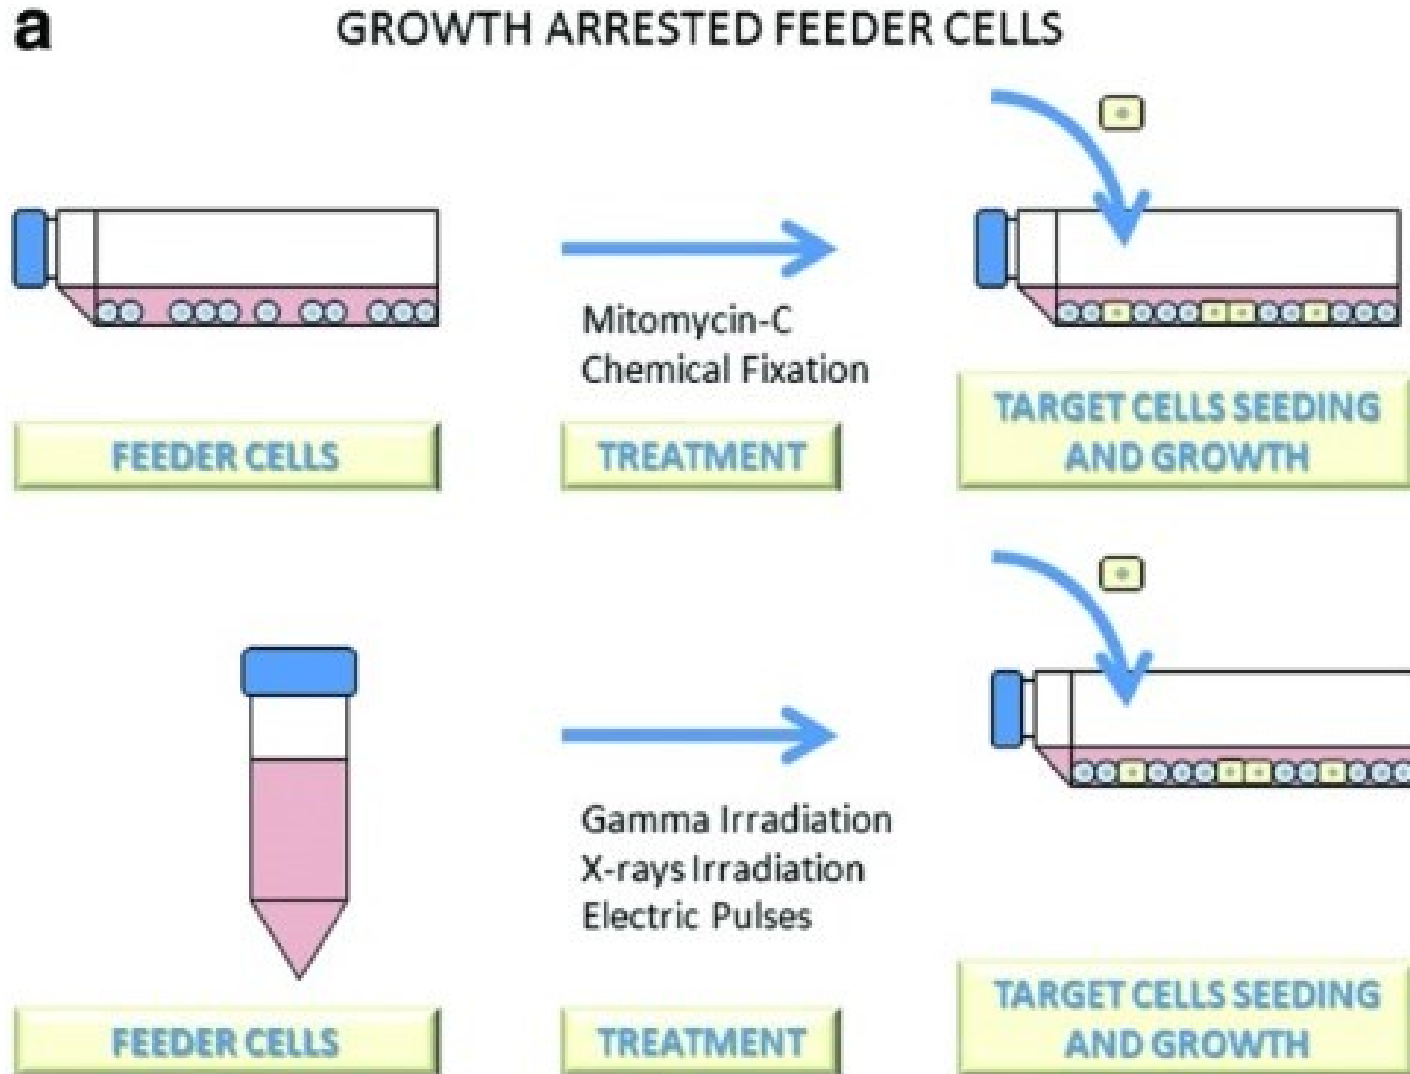 a
GROWTH ARRESTED FEEDER CELLS
Mitomycin-C
Chemical Fixation
FEEDER CELLS
TREATMENT
TARGET CELLS SEEDING
AND GROWTH
Gamma Irradiation
X-rays Irradiation
Electric Pulses
FEEDER CELLS
TREATMENT
TARGET CELLS SEEDING
AND GROWTH